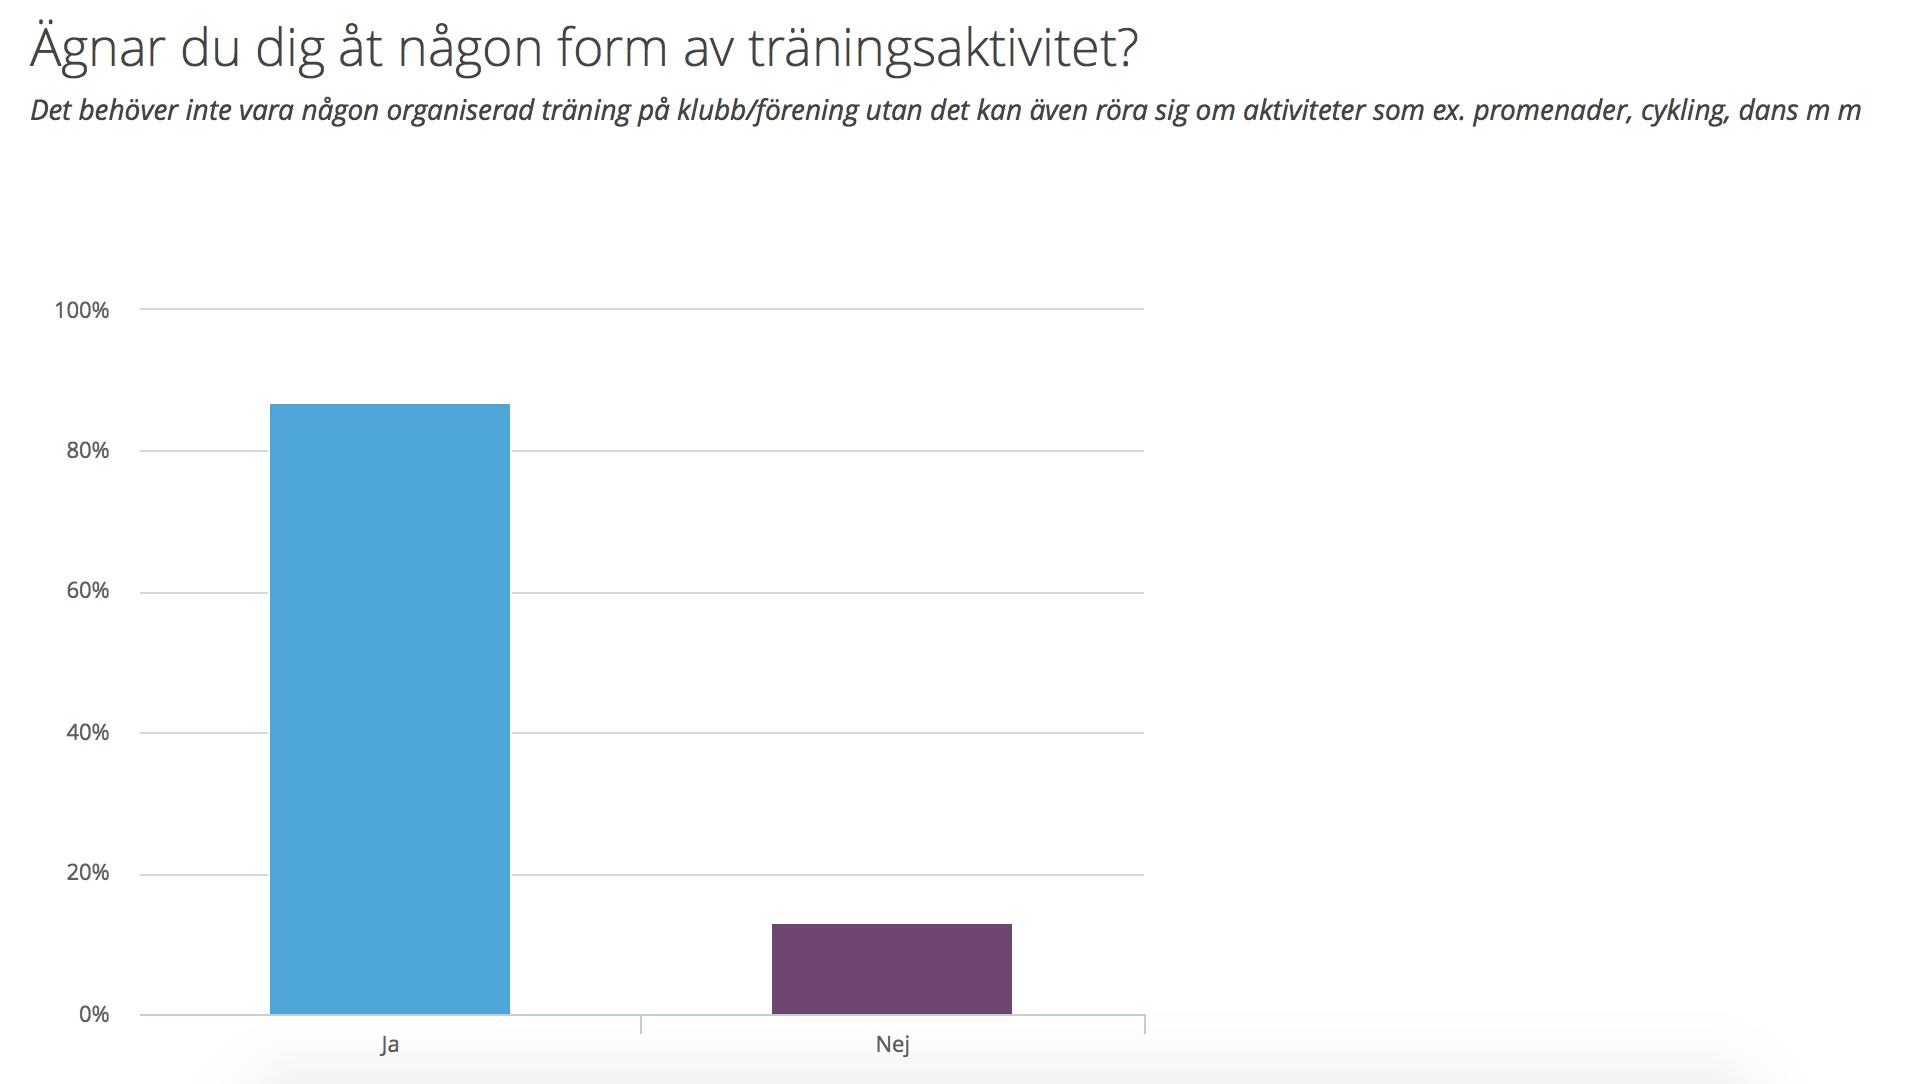 Ägnar du dig åt någon form av träningsaktivitet?
Det behöver inte vara någon organiserad träning på klubb/förening utan det kan även röra sig om aktiviteter som ex. promenader, cykling, dans m m
100%
80%
60%
40%
20%
0%
Ja
Nej